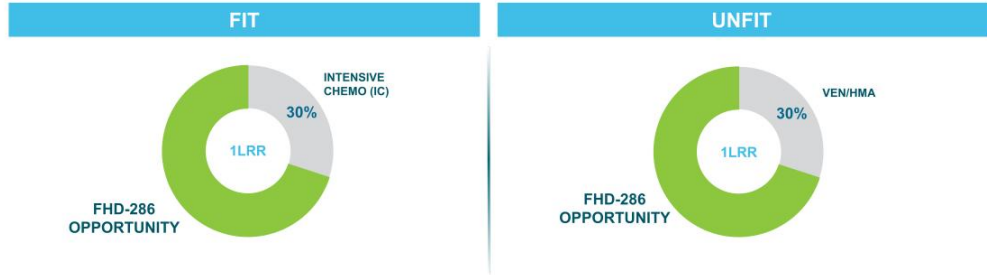 FIT
INTENSIVE
CHEMO (IC)
30%
1LRR
FHD-286
OPPORTUNITY
UNFIT
VEN/HMA
30%
1LRR
FHD-286
OPPORTUNITY